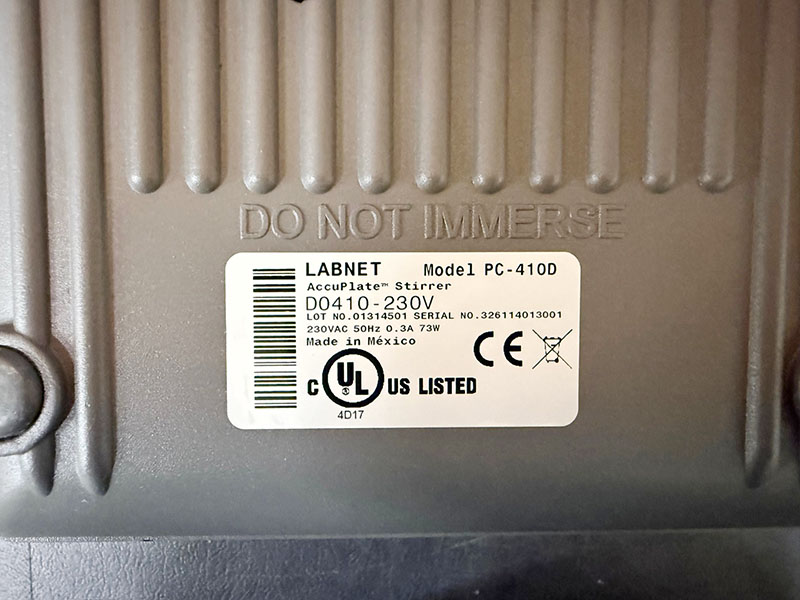 DO NOT IMMERSE
LABNET Model PC-410D
AccuPlate™ Stirrer
D0410-230V
LOT NO.01314501 SERIAL NO.326114013001
230VAC 50Hz 0.3A 73W
Made in México
CE
C UL ® US LISTED
4D17